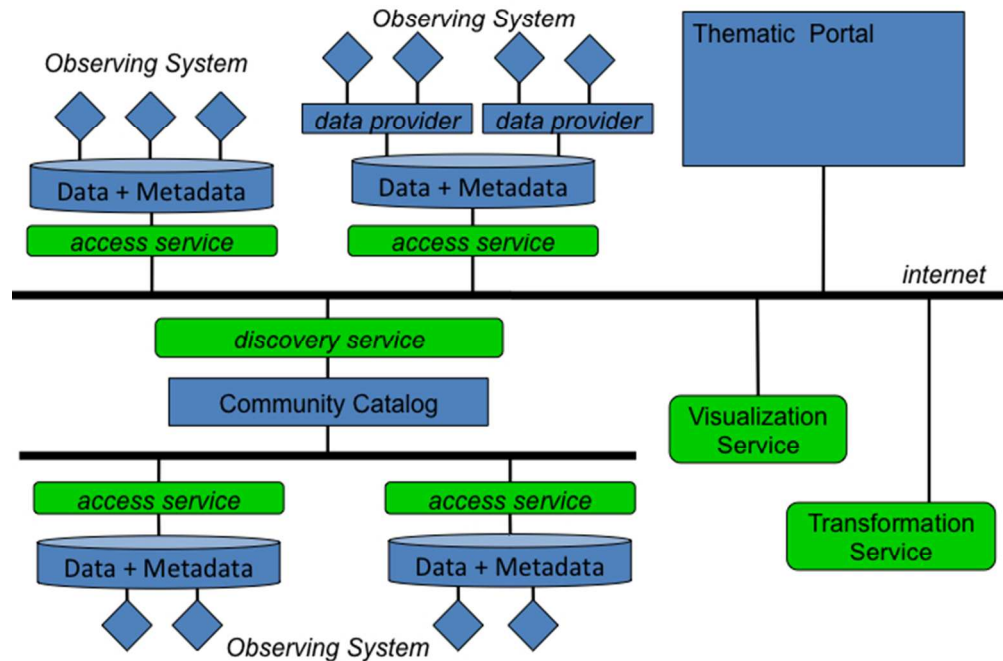 Observing System
Observing System
Thematic Portal
data provider
data provider
Data + Metadata
Data + Metadata
access service
access service
internet
discovery service
Community Catalog
Visualization
Service
access service
access service
Transformation
Service
Data + Metadata
Data + Metadata
Observing System